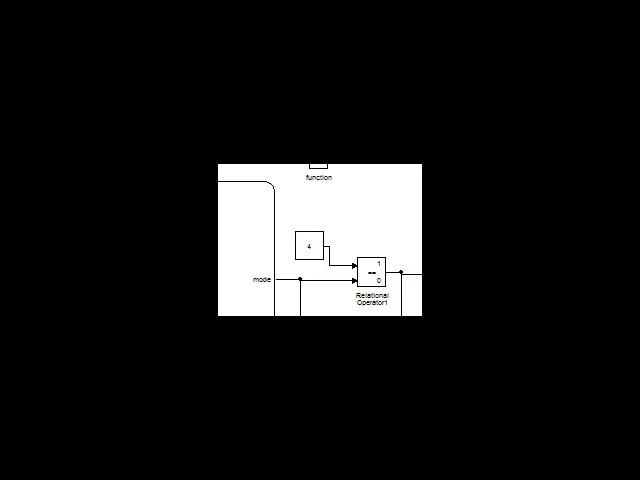 function
4
1
==
0
mode
Relational
Operator1